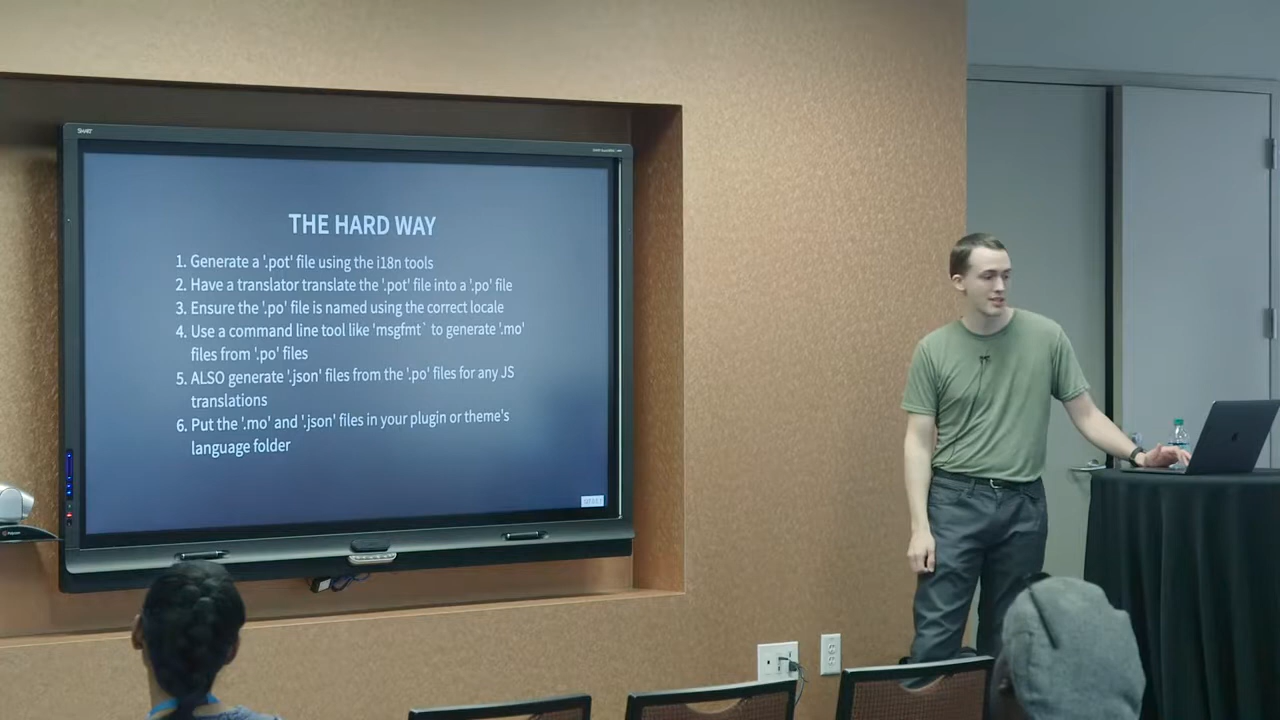 SMART
THE HARD WAY
1. Generate a '.pot' file using the i18n tools
2. Have a translator translate the '.pot' file into a '.po' file
3. Ensure the '.po' file is named using the correct locale
4. Use a command line tool like 'msgfmt` to generate '.mo'
files from '.po' files
5. ALSO generate '.json' files from the '.po' files for any JS
translations
6. Put the '.mo' and '.json' files in your plugin or theme's
language folder